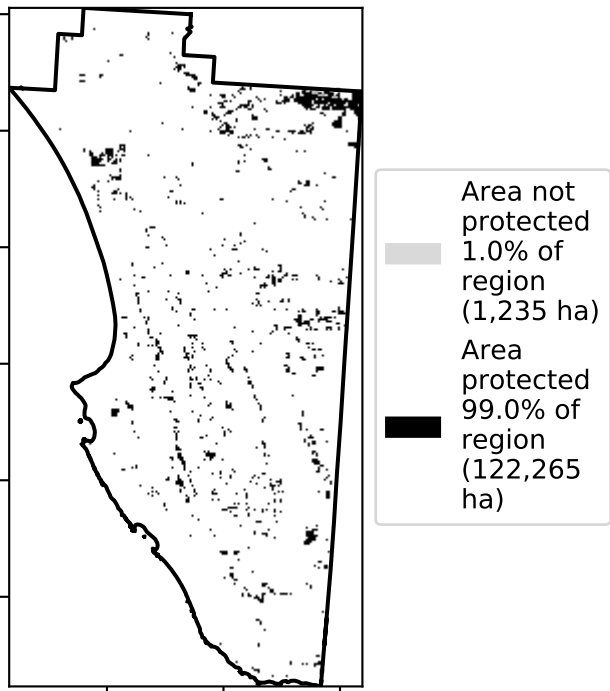 Area not
protected
1.0% of
region
(1,235 ha)
Area
protected
99.0% of
region
(122,265
ha)